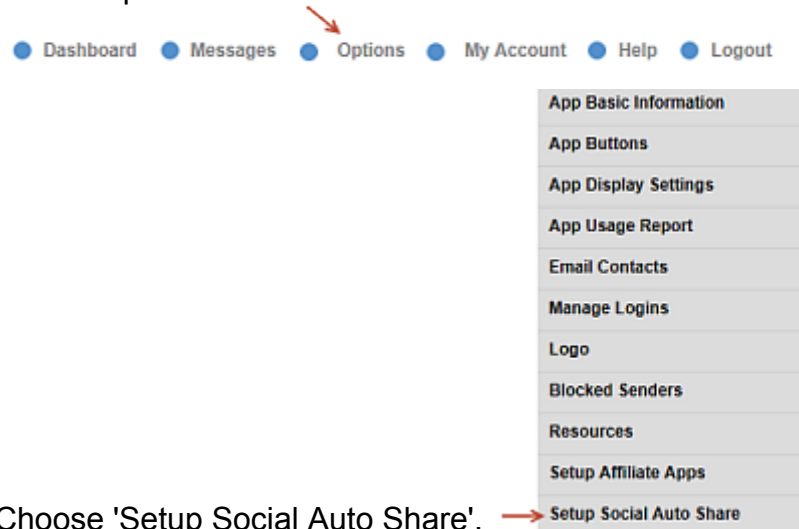 Dashboard Messages Options My Account Help Logout
App Basic Information
App Buttons
App Display Settings
App Usage Report
Email Contacts
Manage Logins
Logo
Blocked Senders
Resources
Setup Affiliate Apps
Choose 'Setup Social Auto Share'. Setup Social Auto Share